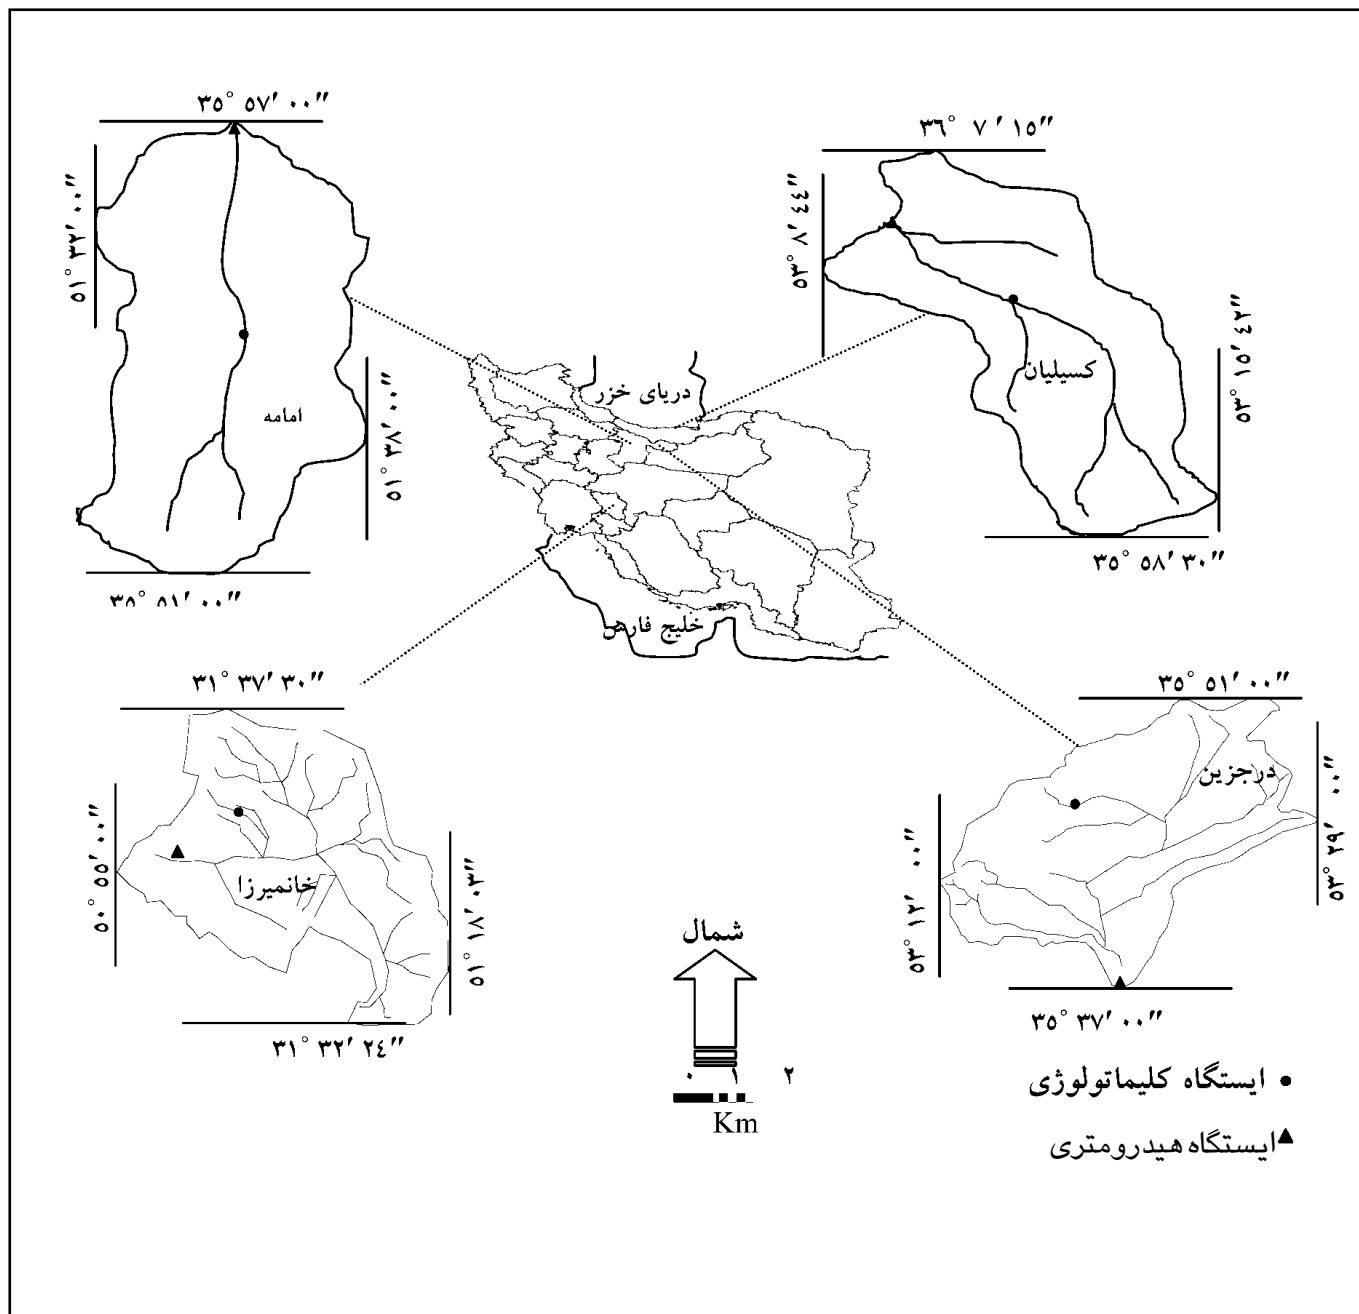 ۳۵° ۵۷′ ۰۰″
۵۱° ۳۲′ ۰۰″
امامه
۵۱° ۳۸′ ۰۰″
۳۵° ۵۱′ ۰۰″
۳۶° ۷′ ۱۵″
۵۳° ۸′ ٤٤″
کسیلیان
۵۳° ۱۵′ ٤۲″
۳۵° ۵۸′ ۳۰″
دریای خزر
خلیج فارس
۳۱° ۳۷′ ۳۰″
۵۰° ۵۵′ ۰۰″
خانمیرزا
۵۱° ۱۸′ ۰۳″
۳۱° ۳۲′ ۲٤″
۳۵° ۵۱′ ۰۰″
درجزین
۵۳° ۲۹′ ۰۰″
۵۳° ۱۲′ ۰۰″
۳۵° ۳۷′ ۰۰″
شمال
۰ ۱ ۲
Km
ایستگاه کلیماتولوژی
ایستگاه هیدرومتری